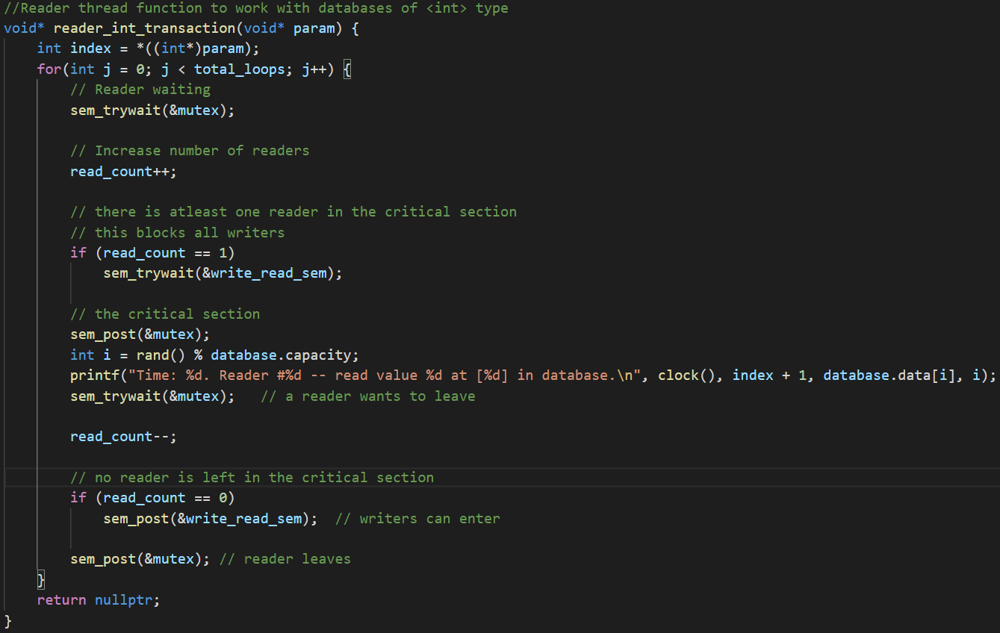 //Reader thread function to work with databases of <int> type
void* reader_int_transaction(void* param) {
    int index = *((int*)param);
    for(int j = 0; j < total_loops; j++) {
        // Reader waiting
        sem_trywait(&mutex);

        // Increase number of readers
        read_count++;

        // there is atleast one reader in the critical section
        // this blocks all writers
        if (read_count == 1)
            sem_trywait(&write_read_sem);

        // the critical section
        sem_post(&mutex);
        int i = rand() % database.capacity;
        printf("Time: %d. Reader #%d -- read value %d at [%d] in database.\n", clock(), index + 1, database.data[i], i);
        sem_trywait(&mutex);   // a reader wants to leave

        read_count--;

        // no reader is left in the critical section
        if (read_count == 0)
            sem_post(&write_read_sem);  // writers can enter

        sem_post(&mutex); // reader leaves
    }
    return nullptr;
}